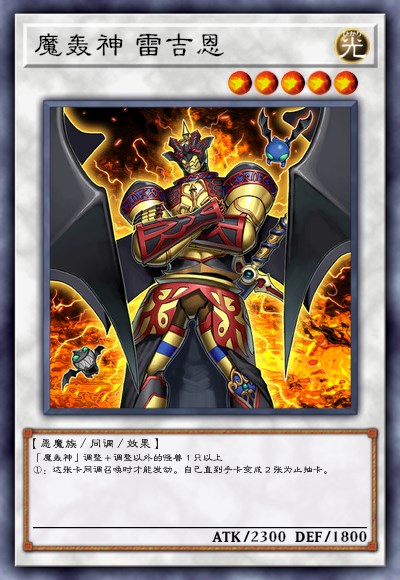 魔轰神 雷吉恩
ひかり
光
【恶魔族／同调／效果】
「魔轰神」调整＋调整以外的怪兽1只以上
①：这张卡同调召唤时才能发动。自己直到手卡变成2张为止抽卡。
ATK/2300 DEF/1800